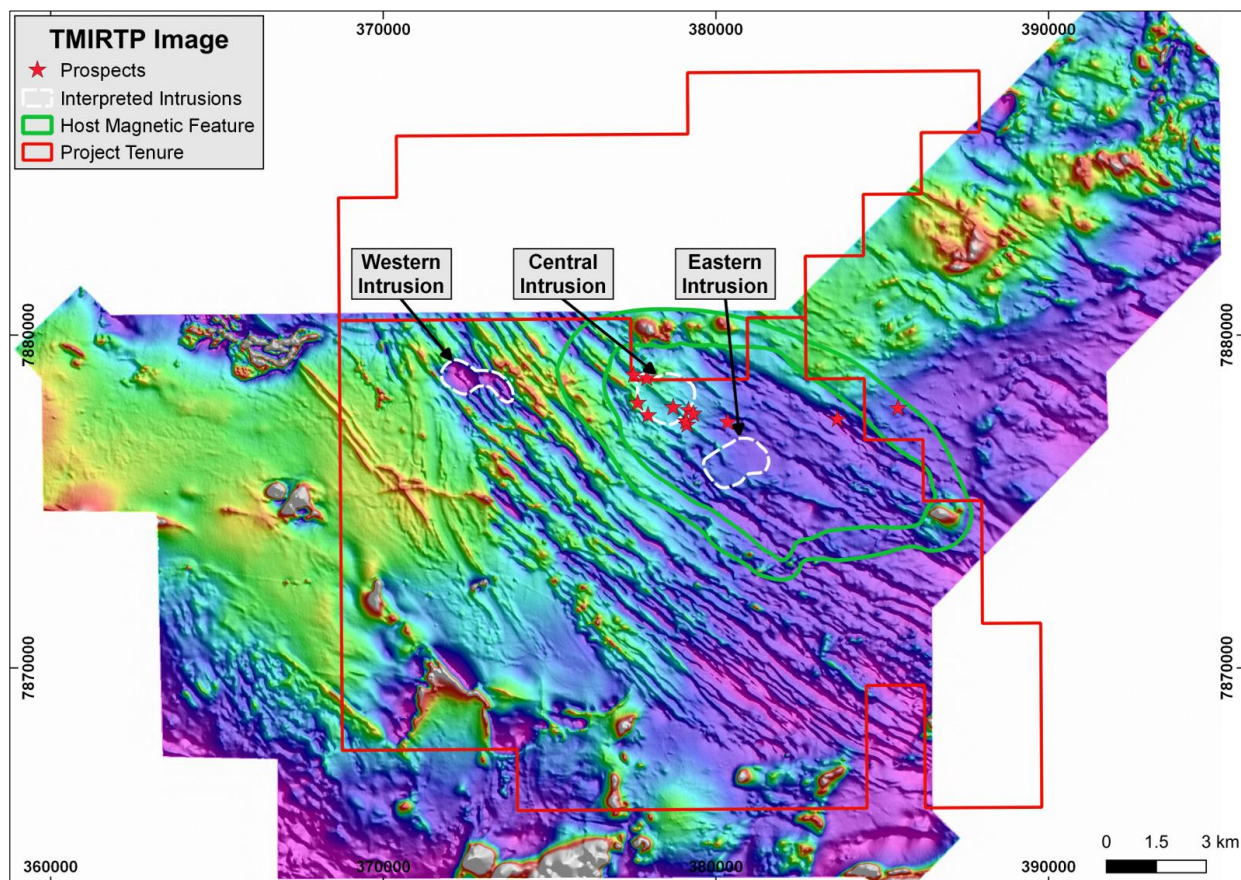 370000
380000
390000
TMIRTP Image
Prospects
Interpreted Intrusions
Host Magnetic Feature
Project Tenure
Western
Intrusion
Central
Intrusion
Eastern
Intrusion
7880000
7880000
7870000
7870000
0 1.5 3 km
360000
370000
380000
390000